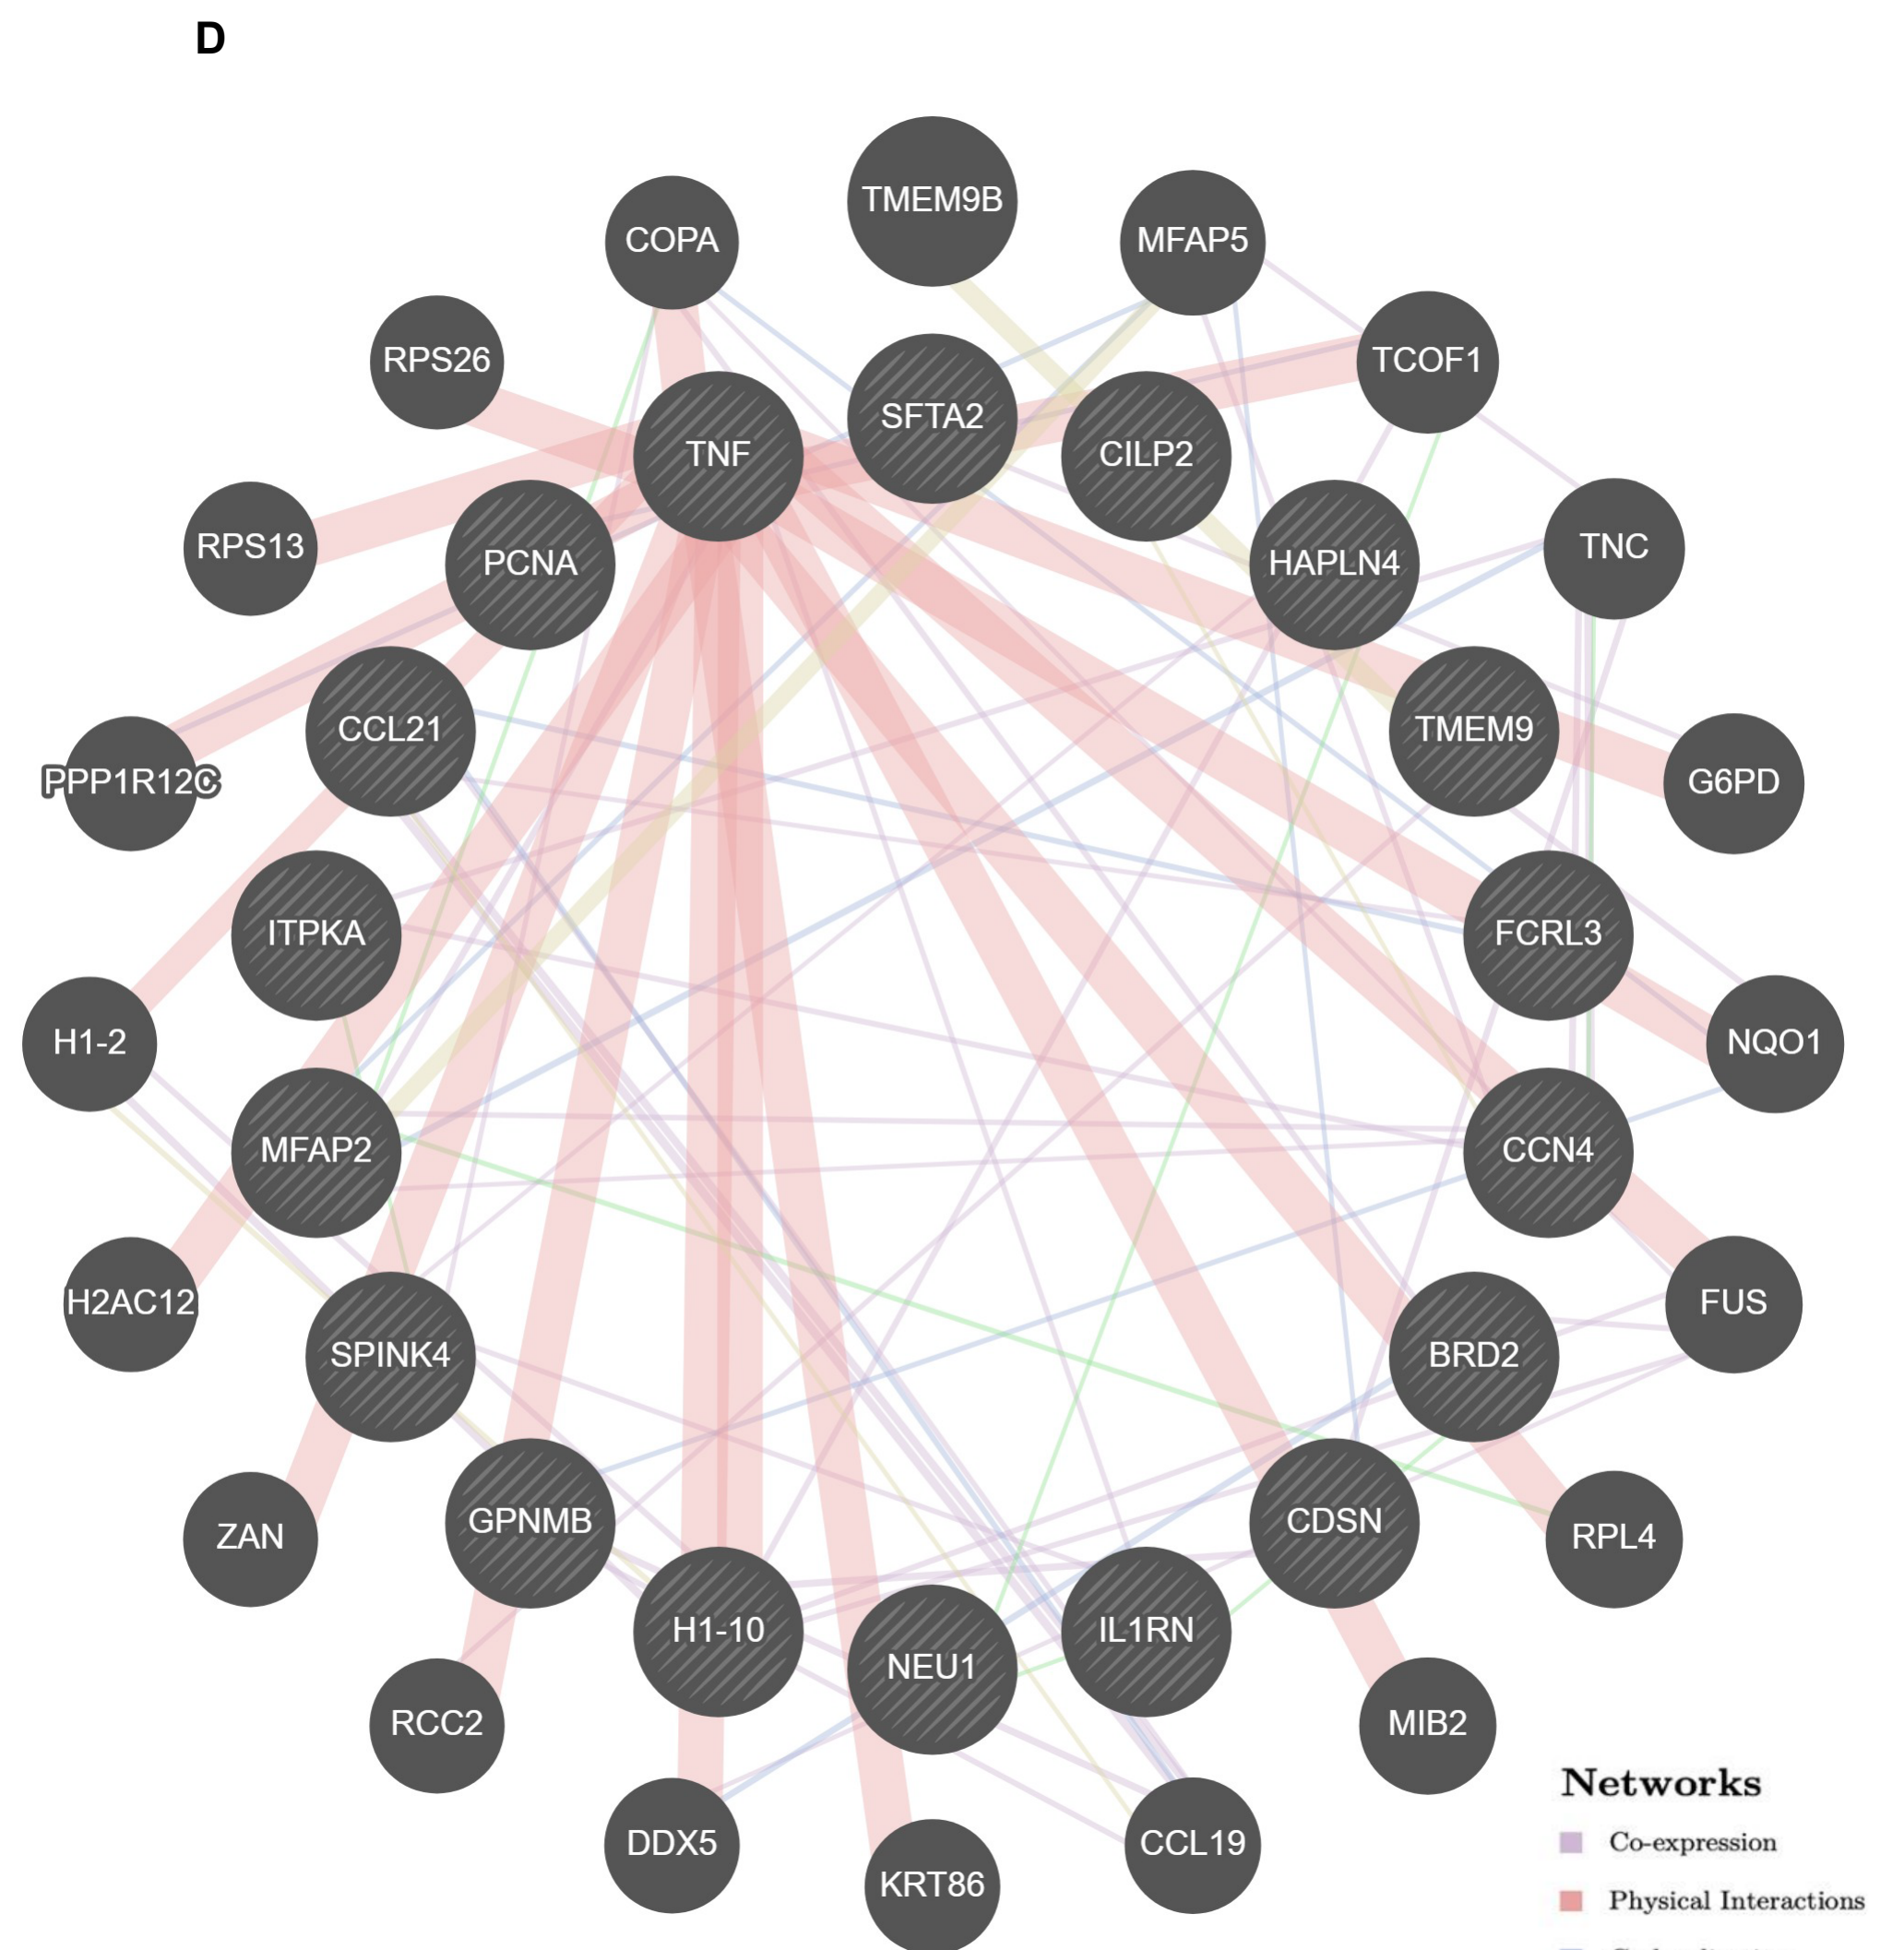 D
TMEM9B
COPA
MFAP5
RPS26
TCOF1
SFTA2
TNF
CILP2
RPS13
PCNA
HAPLN4
TNC
CCL21
TMEM9
PPP1R12C
G6PD
ITPKA
FCRL3
H1-2
NQO1
MFAP2
CCN4
H2AC12
FUS
SPINK4
BRD2
ZAN
GPNMB
CDSN
RPL4
H1-10
IL1RN
NEU1
RCC2
MIB2
DDX5
CCL19
KRT86
Networks
Co-expression
Physical Interactions